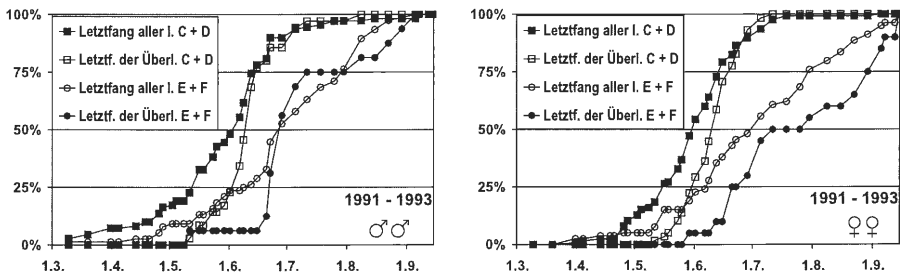 100%
75%
50%
25%
0%
Letztfang aller I. C + D
Letztf. der Überl. C + D
Letztfang aller I. E + F
Letztf. der Überl. E + F
1991 - 1993
♂♂
1.3. 1.4. 1.5. 1.6. 1.7. 1.8. 1.9.
100%
75%
50%
25%
0%
Letztfang aller I. C + D
Letztf. der Überl. C + D
Letztfang aller I. E + F
Letztf. der Überl. E + F
1991 - 1993
♀♀
1.3. 1.4. 1.5. 1.6. 1.7. 1.8. 1.9.